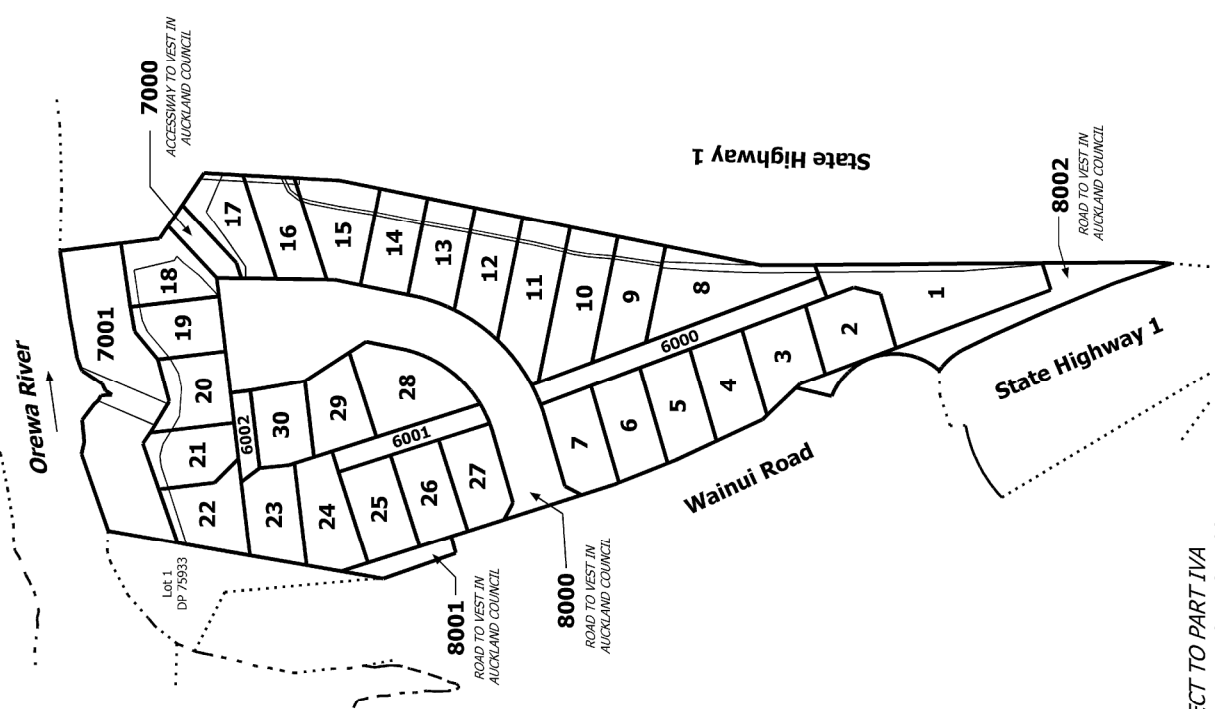 7000
ACCESSWAY TO VEST IN
AUCKLAND COUNCIL
Orewa River
7001
18
17
16
15
14
13
12
11
10
9
8
State Highway 1
19
20
21
22
6002
30
29
28
6001
23
24
25
26
27
6000
7
6
5
4
3
2
1
8002
ROAD TO VEST IN
AUCKLAND COUNCIL
State Highway 1
Wainui Road
Lot 1
DP 75933
8001
ROAD TO VEST IN
AUCKLAND COUNCIL
8000
ROAD TO VEST IN
AUCKLAND COUNCIL
ECT TO PART IVA